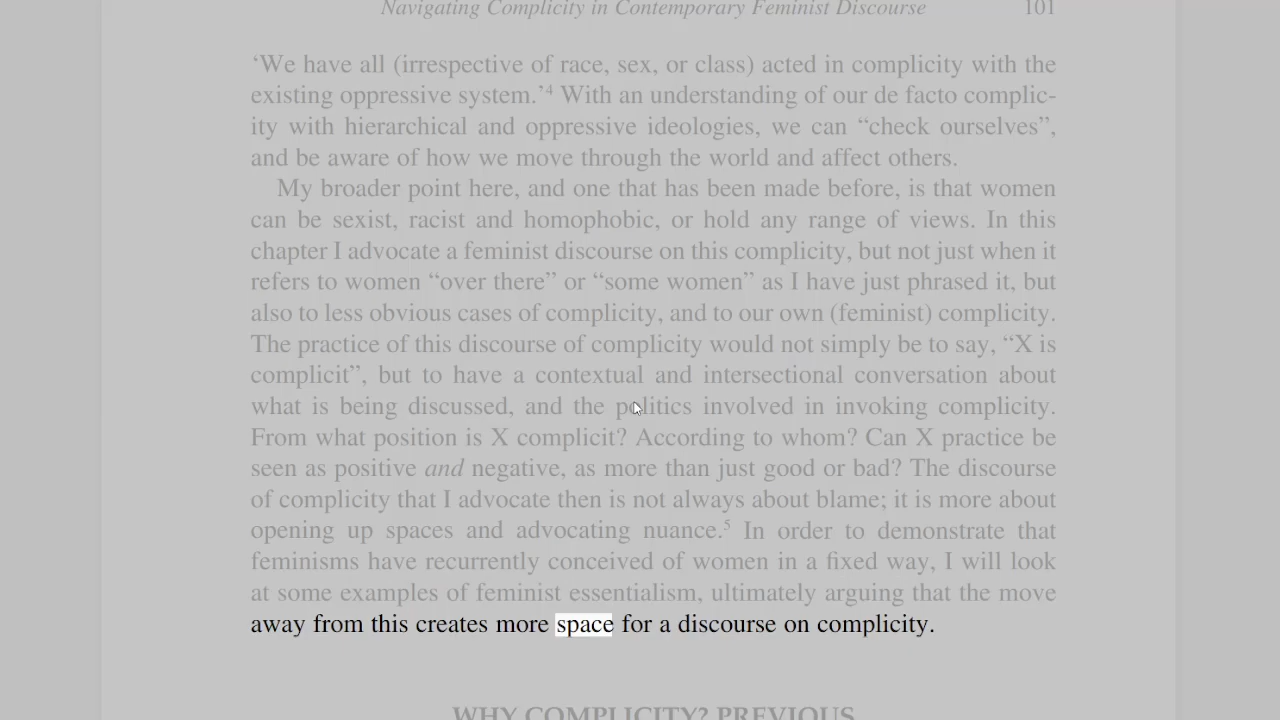 Navigating Complicity in Contemporary Feminist Discourse 101
‘We have all (irrespective of race, sex, or class) acted in complicity with the
existing oppressive system.’4 With an understanding of our de facto complic-
ity with hierarchical and oppressive ideologies, we can “check ourselves”,
and be aware of how we move through the world and affect others.
My broader point here, and one that has been made before, is that women
can be sexist, racist and homophobic, or hold any range of views. In this
chapter I advocate a feminist discourse on this complicity, but not just when it
refers to women “over there” or “some women” as I have just phrased it, but
also to less obvious cases of complicity, and to our own (feminist) complicity.
The practice of this discourse of complicity would not simply be to say, “X is
complicit”, but to have a contextual and intersectional conversation about
what is being discussed, and the politics involved in invoking complicity.
From what position is X complicit? According to whom? Can X practice be
seen as positive and negative, as more than just good or bad? The discourse
of complicity that I advocate then is not always about blame; it is more about
opening up spaces and advocating nuance.5 In order to demonstrate that
feminisms have recurrently conceived of women in a fixed way, I will look
at some examples of feminist essentialism, ultimately arguing that the move
away from this creates more space for a discourse on complicity.
WHY COMPLICITY? PREVIOUS